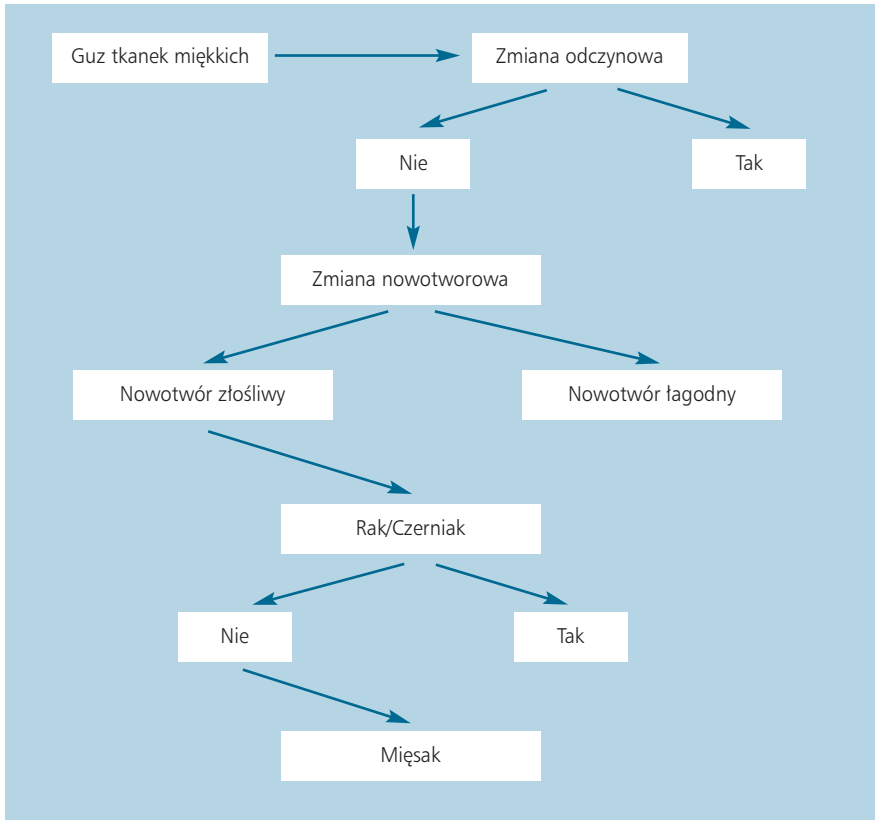 Guz tkanek miękkich
Zmiana odczynowa
Nie
Tak
Zmiana nowotworowa
Nowotwór złośliwy
Nowotwór łagodny
Rak/Czerniak
Nie
Tak
Mięsak